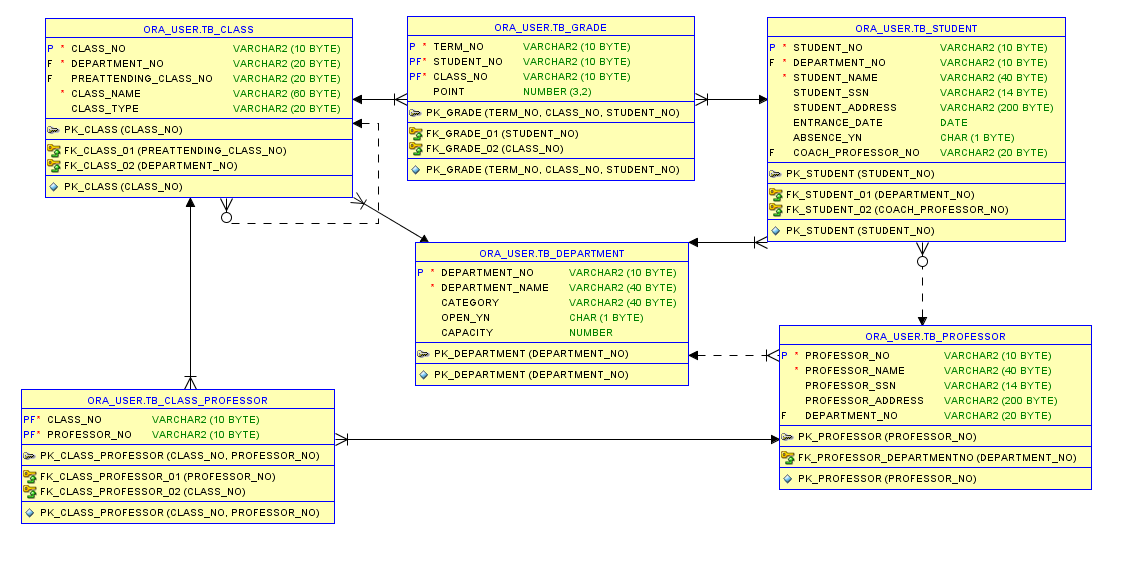 ORA_USER.TB_CLASS
P * CLASS_NO VARCHAR2 (10 BYTE)
F * DEPARTMENT_NO VARCHAR2 (20 BYTE)
F PREATTENDING_CLASS_NO VARCHAR2 (20 BYTE)
* CLASS_NAME VARCHAR2 (60 BYTE)
CLASS_TYPE VARCHAR2 (20 BYTE)
PK_CLASS (CLASS_NO)
FK_CLASS_01 (PREATTENDING_CLASS_NO)
FK_CLASS_02 (DEPARTMENT_NO)
PK_CLASS (CLASS_NO)
ORA_USER.TB_GRADE
P * TERM_NO VARCHAR2 (10 BYTE)
PF* STUDENT_NO VARCHAR2 (10 BYTE)
PF* CLASS_NO VARCHAR2 (10 BYTE)
POINT NUMBER (3,2)
PK_GRADE (TERM_NO, CLASS_NO, STUDENT_NO)
FK_GRADE_01 (STUDENT_NO)
FK_GRADE_02 (CLASS_NO)
PK_GRADE (TERM_NO, CLASS_NO, STUDENT_NO)
ORA_USER.TB_STUDENT
P * STUDENT_NO VARCHAR2 (10 BYTE)
F * DEPARTMENT_NO VARCHAR2 (10 BYTE)
* STUDENT_NAME VARCHAR2 (40 BYTE)
STUDENT_SSN VARCHAR2 (14 BYTE)
STUDENT_ADDRESS VARCHAR2 (200 BYTE)
ENTRANCE_DATE DATE
ABSENCE_YN CHAR (1 BYTE)
F COACH_PROFESSOR_NO VARCHAR2 (20 BYTE)
PK_STUDENT (STUDENT_NO)
FK_STUDENT_01 (DEPARTMENT_NO)
FK_STUDENT_02 (COACH_PROFESSOR_NO)
PK_STUDENT (STUDENT_NO)
ORA_USER.TB_DEPARTMENT
P * DEPARTMENT_NO VARCHAR2 (10 BYTE)
* DEPARTMENT_NAME VARCHAR2 (40 BYTE)
CATEGORY VARCHAR2 (40 BYTE)
OPEN_YN CHAR (1 BYTE)
CAPACITY NUMBER
PK_DEPARTMENT (DEPARTMENT_NO)
PK_DEPARTMENT (DEPARTMENT_NO)
ORA_USER.TB_PROFESSOR
P * PROFESSOR_NO VARCHAR2 (10 BYTE)
* PROFESSOR_NAME VARCHAR2 (40 BYTE)
PROFESSOR_SSN VARCHAR2 (14 BYTE)
PROFESSOR_ADDRESS VARCHAR2 (200 BYTE)
F DEPARTMENT_NO VARCHAR2 (20 BYTE)
PK_PROFESSOR (PROFESSOR_NO)
FK_PROFESSOR_DEPARTMENTNO (DEPARTMENT_NO)
PK_PROFESSOR (PROFESSOR_NO)
ORA_USER.TB_CLASS_PROFESSOR
PF* CLASS_NO VARCHAR2 (10 BYTE)
PF* PROFESSOR_NO VARCHAR2 (10 BYTE)
PK_CLASS_PROFESSOR (CLASS_NO, PROFESSOR_NO)
FK_CLASS_PROFESSOR_01 (PROFESSOR_NO)
FK_CLASS_PROFESSOR_02 (CLASS_NO)
PK_CLASS_PROFESSOR (CLASS_NO, PROFESSOR_NO)